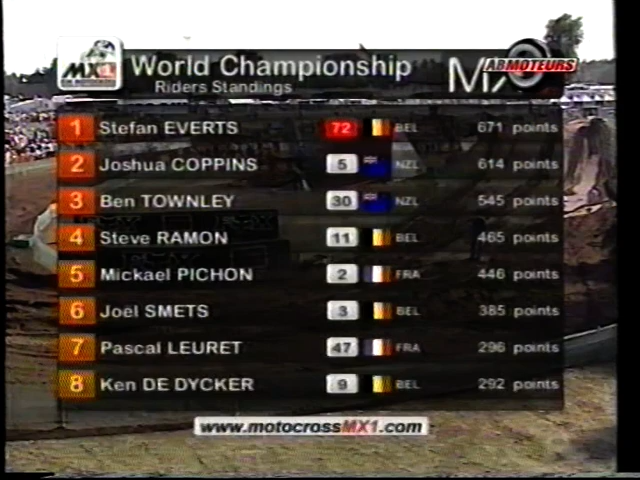 MX1
World Championship
Riders Standings
MX
ABMOTEURS
1 Stefan EVERTS 72 BEL 671 points
2 Joshua COPPINS 5 NZL 614 points
3 Ben TOWNLEY 30 NZL 545 points
4 Steve RAMON 11 BEL 465 points
5 Mickael PICHON 2 FRA 446 points
6 Joël SMETS 3 BEL 385 points
7 Pascal LEURET 47 FRA 296 points
8 Ken DE DYCKER 9 BEL 292 points
www.motocrossMX1.com